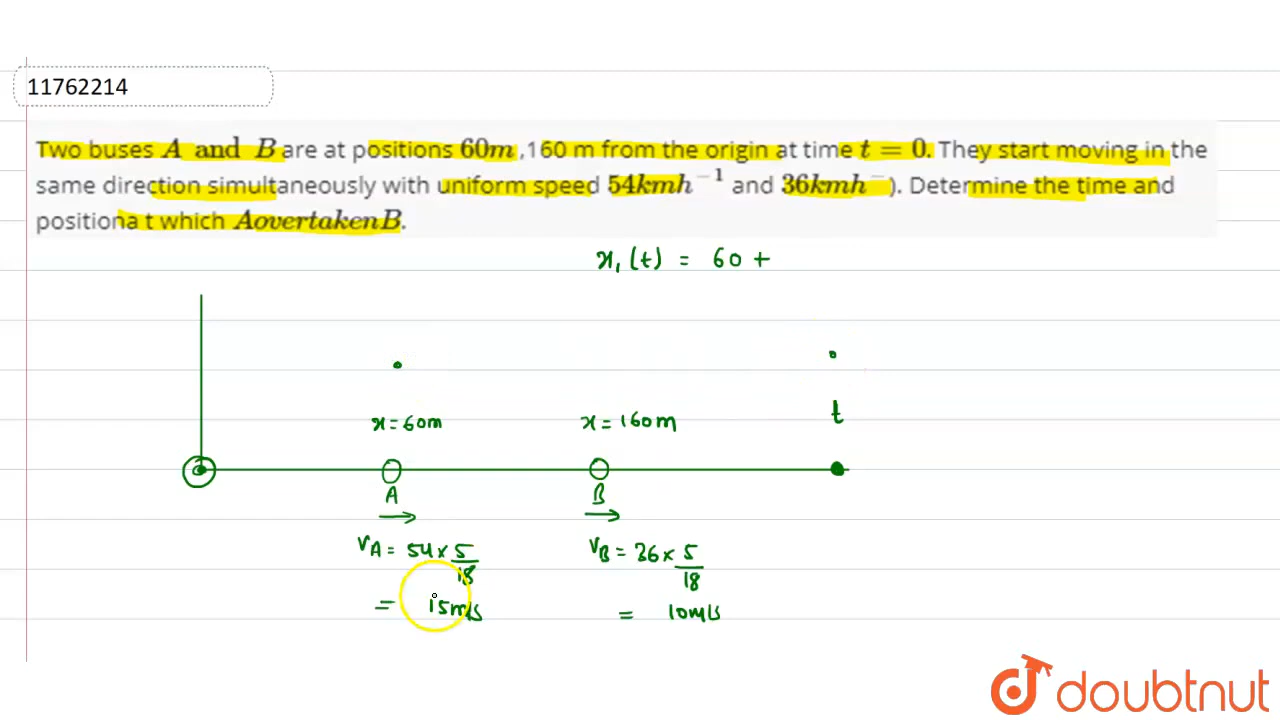 11762214
Two buses A and B are at positions 60m ,160 m from the origin at time t = 0. They start moving in the
same direction simultaneously with uniform speed 54kmh⁻¹ and 36kmh⁻ ). Determine the time and
positiona t which AovertakenB.
x₁(t) = 60 +
t
x=60m x=160m
A B
VA = 54 × 5/18 VB = 36 × 5/18
= 15m/s = 10m/s
doubtnut